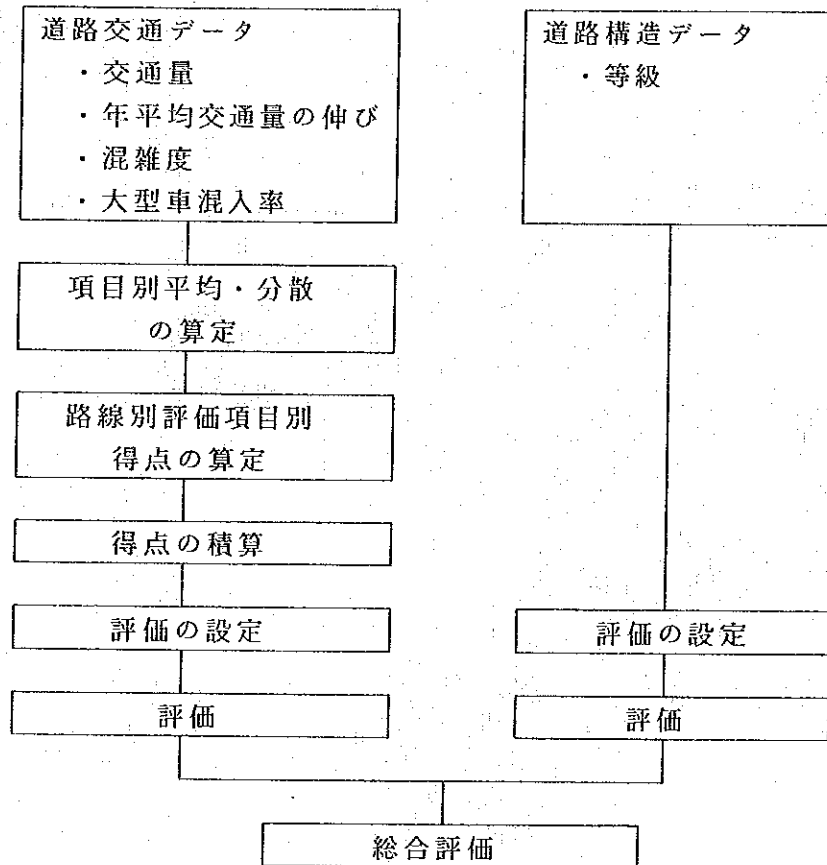 道路交通データ
・交通量
・年平均交通量の伸び
・混雑度
・大型車混入率
項目別平均・分散
の算定
路線別評価項目別
得点の算定
得点の積算
評価の設定
評価
道路構造データ
・等級
評価の設定
評価
総合評価